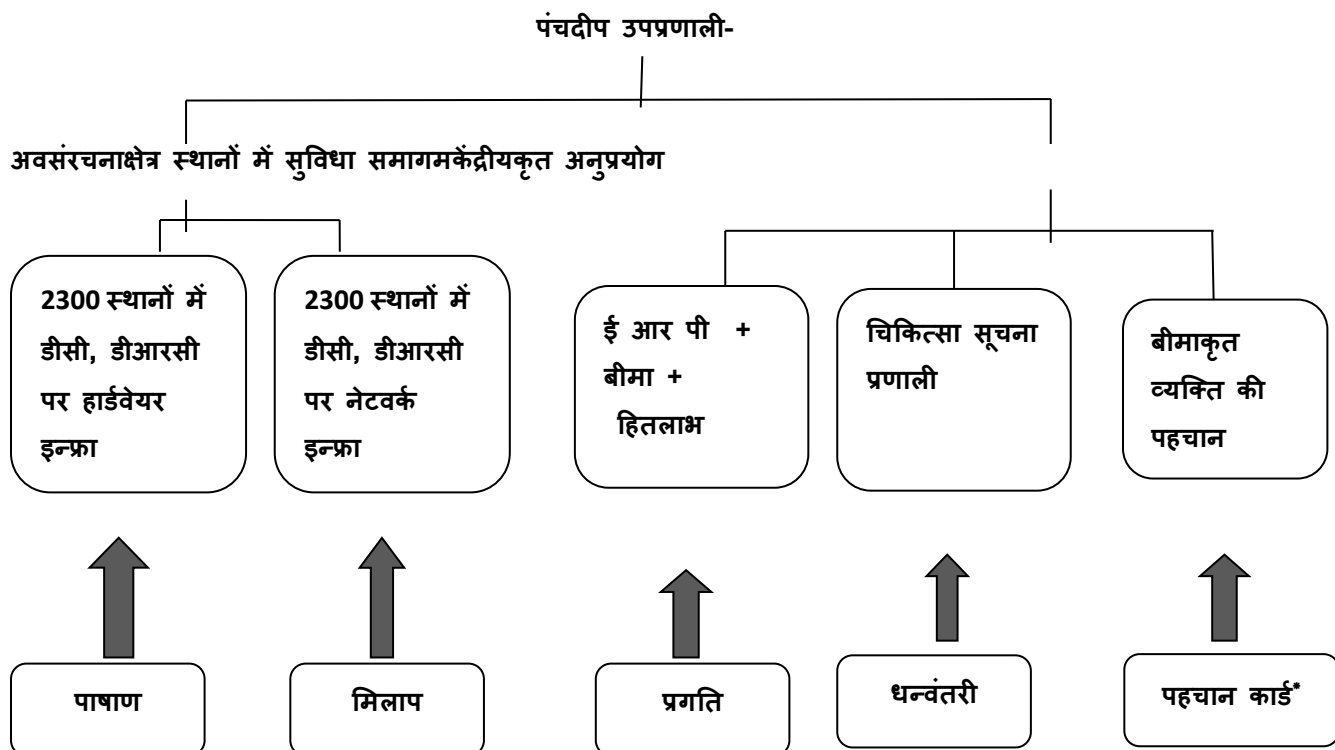 पंचदीप उपप्रणाली-
अवसंरचनाक्षेत्र स्थानों में सुविधा समागमकेंद्रीयकृत अनुप्रयोग
2300 स्थानों में
डीसी, डीआरसी
पर हार्डवेयर
इन्फ्रा
2300 स्थानों में
डीसी, डीआरसी
पर नेटवर्क
इन्फ्रा
ई आर पी +
बीमा +
हितलाभ
चिकित्सा सूचना
प्रणाली
बीमाकृत
व्यक्ति की
पहचान
पाषाण
मिलाप
प्रगति
धन्वंतरी
पहचान कार्ड*